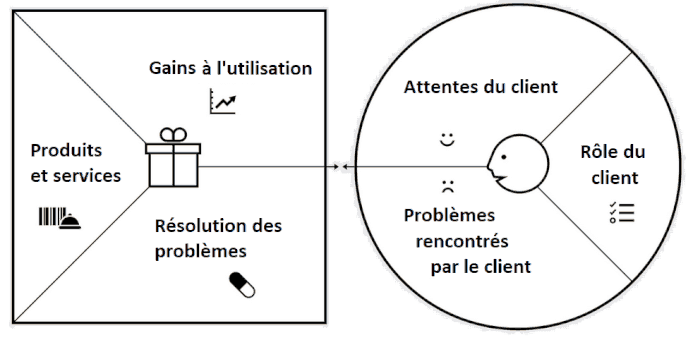 Gains à l'utilisation
Produits
et services
Résolution des
problèmes
Attentes du client
Rôle du
client
Problèmes
rencontrés
par le client